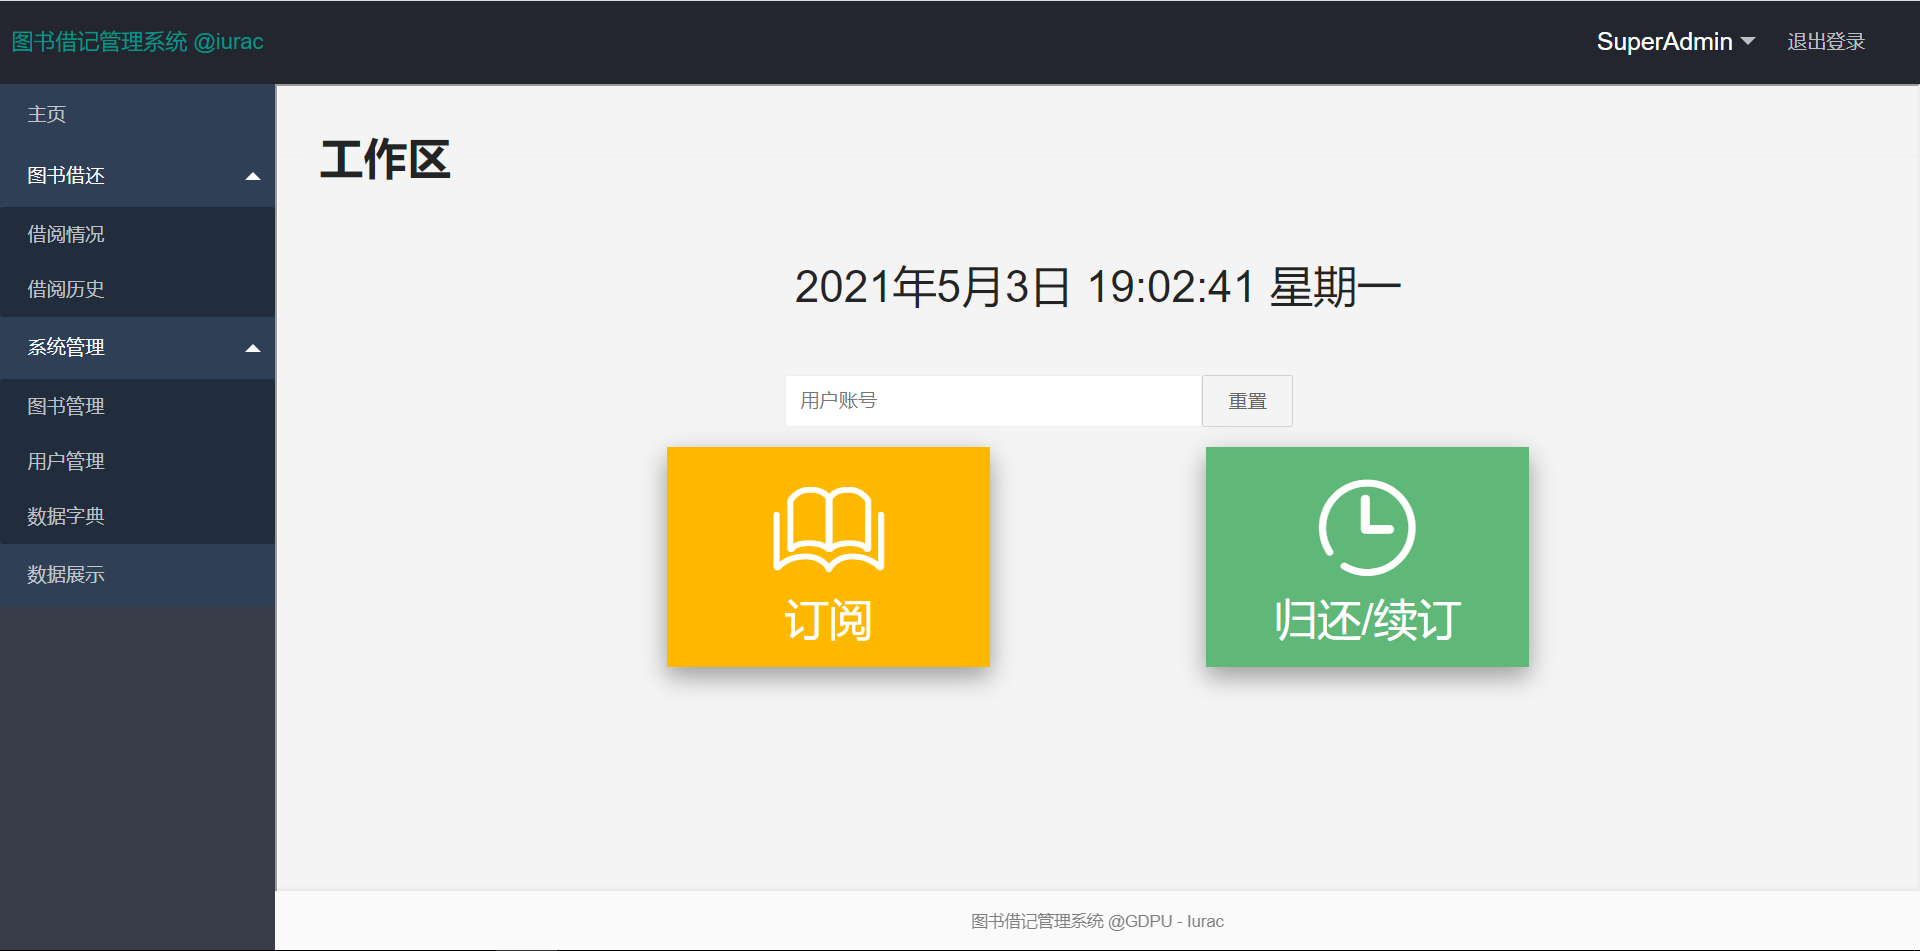 图书借记管理系统 @iurac
SuperAdmin
退出登录
主页
图书借还
借阅情况
借阅历史
系统管理
图书管理
用户管理
数据字典
数据展示
工作区
2021年5月3日 19:02:41 星期一
用户账号
重置
订阅
归还/续订
图书借记管理系统 @GDPU - Iurac